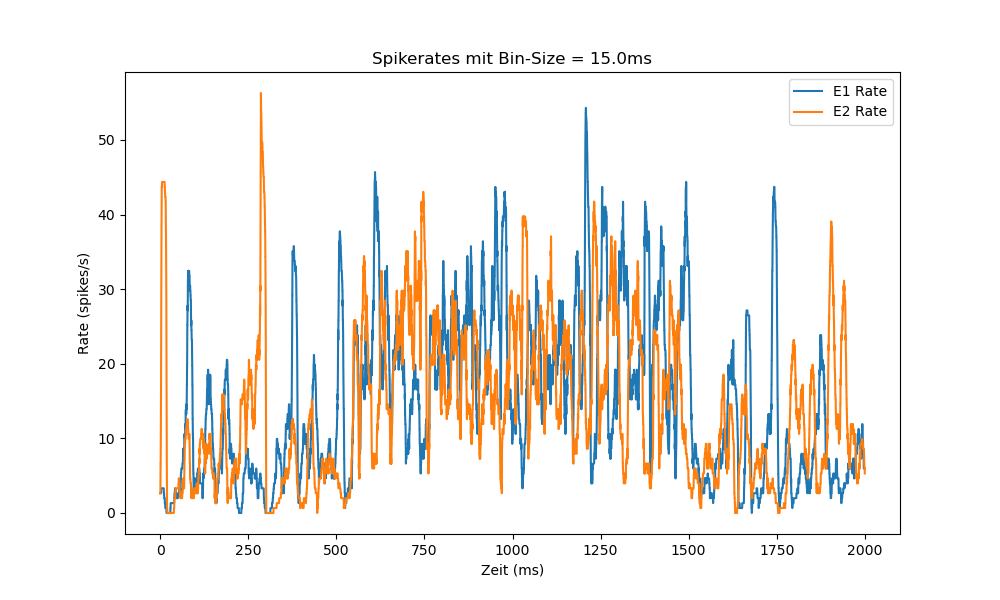 Spikerates mit Bin-Size = 15.0ms
E1 Rate
E2 Rate
Rate (spikes/s)
50
40
30
20
10
0
0 250 500 750 1000 1250 1500 1750 2000
Zeit (ms)